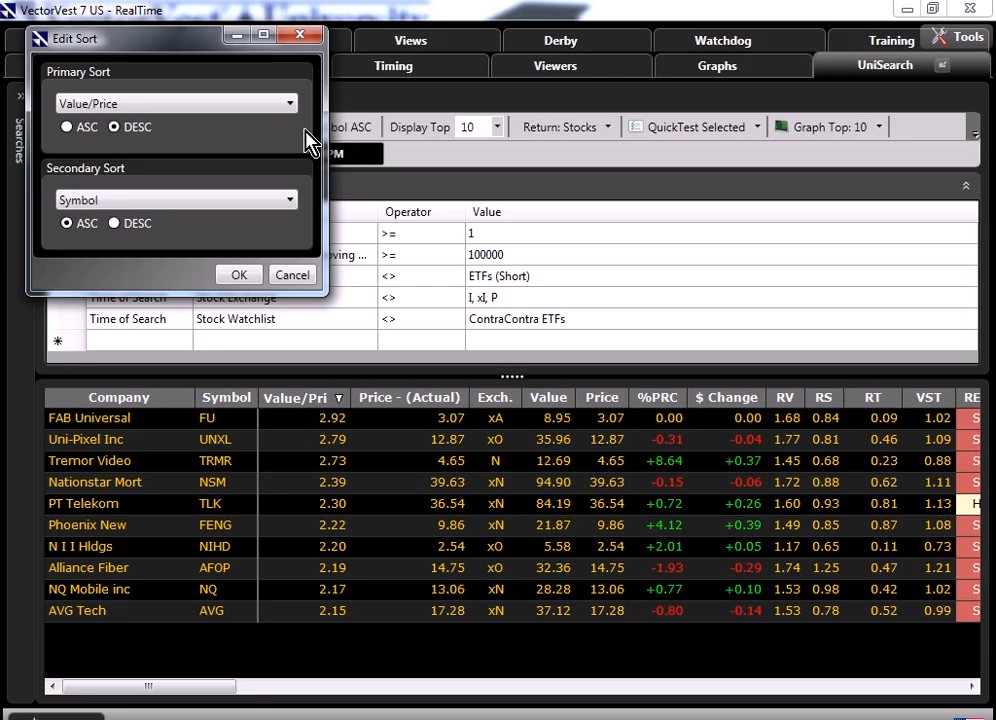 VectorVest 7 US - RealTime
Edit Sort
Views
Derby
Watchdog
Training
Tools
Timing
Viewers
Graphs
UniSearch
Primary Sort
Value/Price
ASC
DESC
Secondary Sort
Symbol
ASC
DESC
OK
Cancel
Searches
bol ASC
Display Top
10
Return: Stocks
QuickTest Selected
Graph Top: 10
PM
Operator
Value
>=
1
oving ...
>=
100000
<>
ETFs (Short)
Time of Search
Stock Exchange
<>
I, xI, P
Time of Search
Stock Watchlist
<>
ContraContra ETFs
Company Symbol Value/Pri Price - (Actual) Exch. Value Price %PRC $ Change RV RS RT VST RE
FAB Universal FU 2.92 3.07 xA 8.95 3.07 0.00 0.00 1.68 0.84 0.09 1.02 S
Uni-Pixel Inc UNXL 2.79 12.87 xO 35.96 12.87 -0.31 -0.04 1.77 0.81 0.46 1.09 S
Tremor Video TRMR 2.73 4.65 N 12.69 4.65 +8.64 +0.37 1.45 0.68 0.23 0.88 S
Nationstar Mort NSM 2.39 39.63 xN 94.90 39.63 -0.15 -0.06 1.72 0.88 0.62 1.11 S
PT Telekom TLK 2.30 36.54 xN 84.19 36.54 +0.72 +0.26 1.60 0.93 0.81 1.13 H
Phoenix New FENG 2.22 9.86 xN 21.87 9.86 +4.12 +0.39 1.49 0.85 0.87 1.08 S
N I I Hldgs NIHD 2.20 2.54 xO 5.58 2.54 +2.01 +0.05 1.17 0.65 0.11 0.73 S
Alliance Fiber AFOP 2.19 14.75 xO 32.36 14.75 -1.93 -0.29 1.74 1.25 0.47 1.21 S
NQ Mobile inc NQ 2.17 13.06 xN 28.28 13.06 +0.77 +0.10 1.53 0.98 0.42 1.02 S
AVG Tech AVG 2.15 17.28 xN 37.12 17.28 -0.80 -0.14 1.53 0.78 0.52 0.99 S